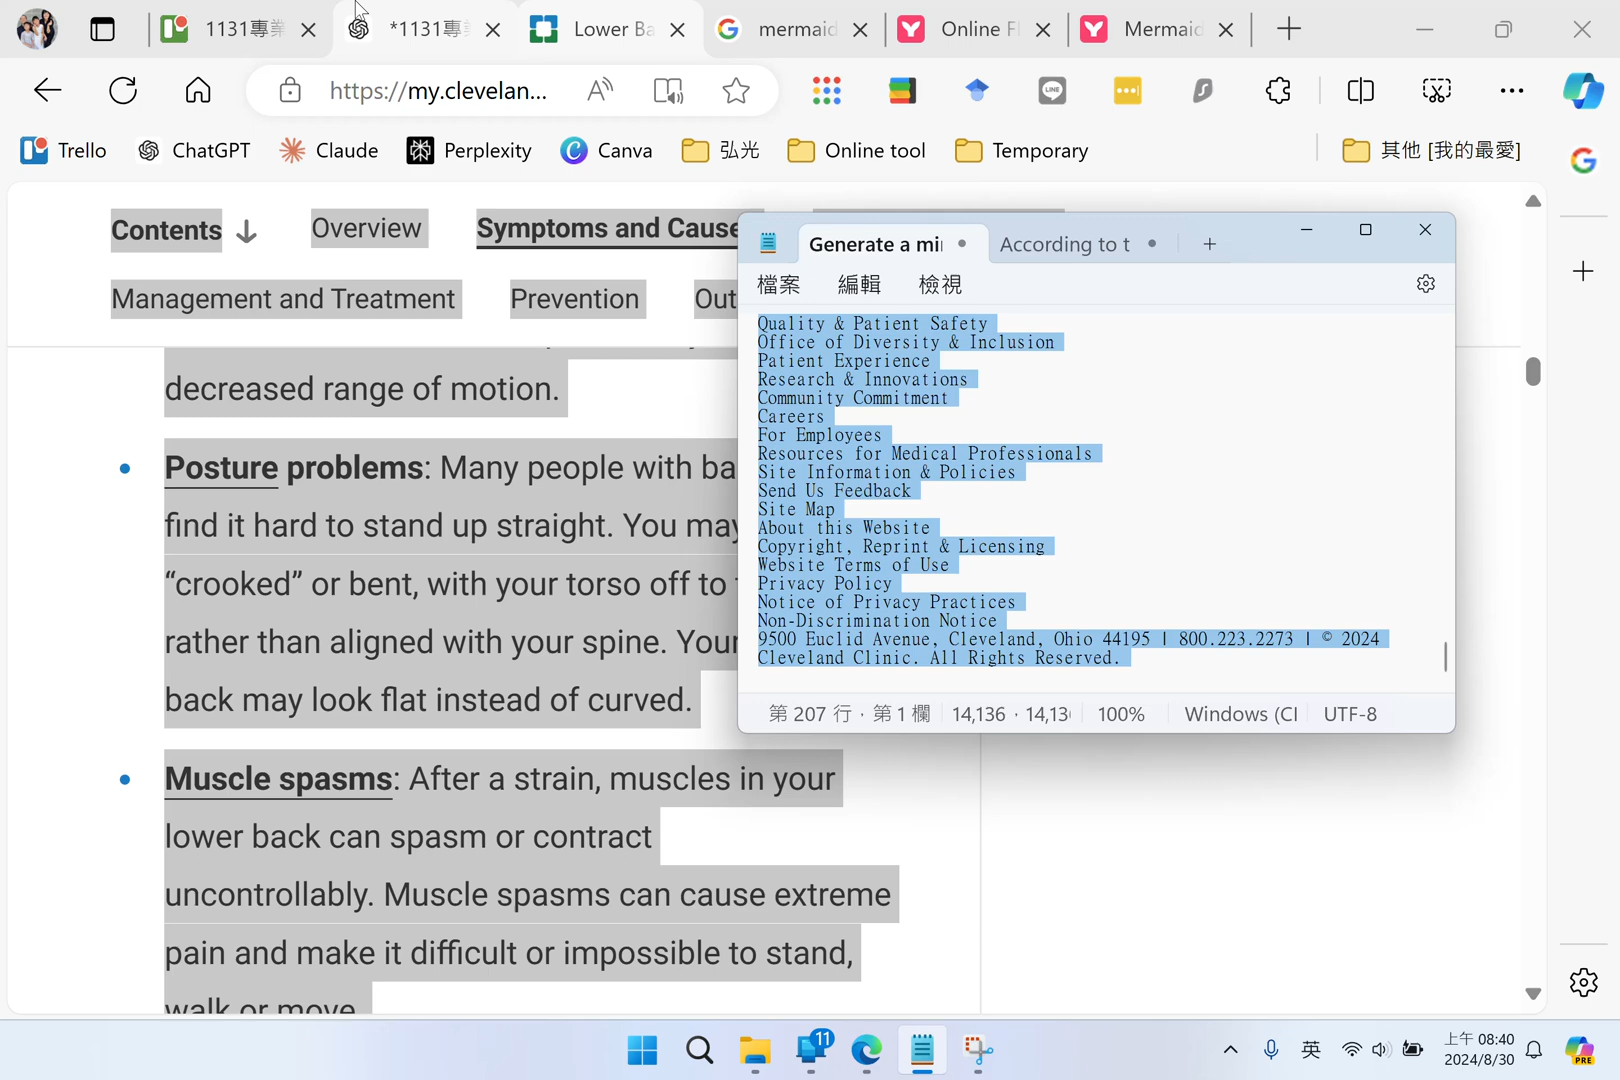 1131專業
*1131專
Lower Ba
mermaid
Online Fl
Mermaid
https://my.clevelan...
Trello
ChatGPT
Claude
Perplexity
Canva
弘光
Online tool
Temporary
其他 [我的最愛]
Contents
Overview
Symptoms and Cause
Management and Treatment
Prevention
Out
decreased range of motion.
Posture problems: Many people with ba
find it hard to stand up straight. You may
“crooked” or bent, with your torso off to
rather than aligned with your spine. Your
back may look flat instead of curved.
Muscle spasms: After a strain, muscles in your
lower back can spasm or contract
uncontrollably. Muscle spasms can cause extreme
pain and make it difficult or impossible to stand,
walk or move.
Generate a mi
According to t
檔案
編輯
檢視
Quality & Patient Safety
Office of Diversity & Inclusion
Patient Experience
Research & Innovations
Community Commitment
Careers
For Employees
Resources for Medical Professionals
Site Information & Policies
Send Us Feedback
Site Map
About this Website
Copyright, Reprint & Licensing
Website Terms of Use
Privacy Policy
Notice of Privacy Practices
Non-Discrimination Notice
9500 Euclid Avenue, Cleveland, Ohio 44195 | 800.223.2273 | © 2024
Cleveland Clinic. All Rights Reserved.
第 207 行，第 1 欄
14,136
14,13
100%
Windows (CI
UTF-8
11
英
上午 08:40
2024/8/30
PRE